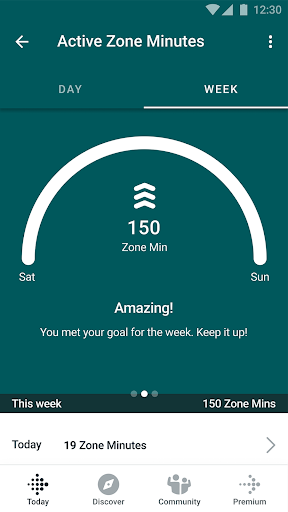 12:30
Active Zone Minutes
DAY WEEK
150
Zone Min
Sat Sun
Amazing!
You met your goal for the week. Keep it up!
This week 150 Zone Mins
Today 19 Zone Minutes
Today Discover Community Premium